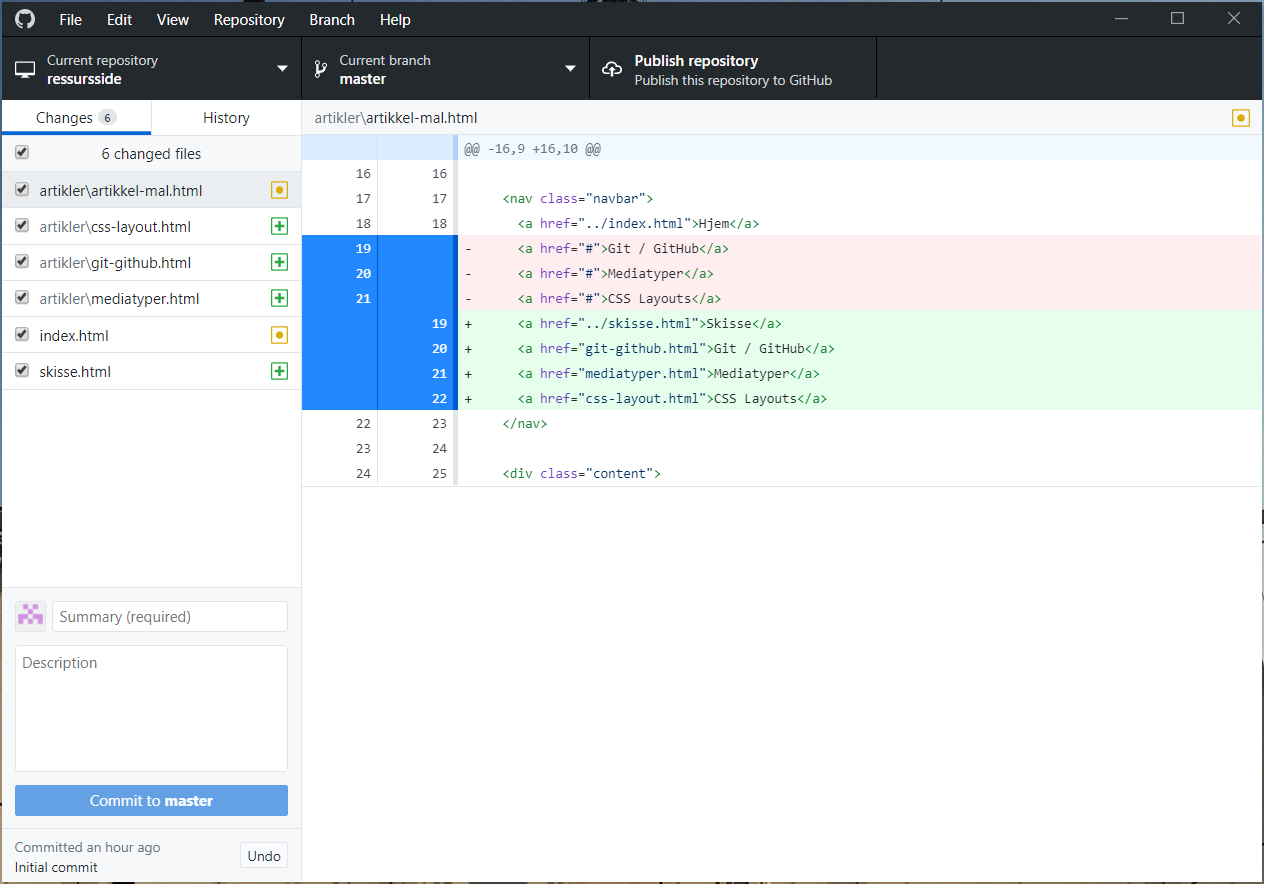 File Edit View Repository Branch Help
Current repository
ressursside
Current branch
master
Publish repository
Publish this repository to GitHub
Changes 6 History
6 changed files
artikler\artikkel-mal.html
artikler\css-layout.html
artikler\git-github.html
artikler\mediatyper.html
index.html
skisse.html
Summary (required)
Description
Commit to master
Committed an hour ago
Initial commit
Undo
artikler\artikkel-mal.html
@@ -16,9 +16,10 @@
16 16
17 17 <nav class="navbar">
18 18 <a href="../index.html">Hjem</a>
19 - <a href="#">Git / GitHub</a>
20 - <a href="#">Mediatyper</a>
21 - <a href="#">CSS Layouts</a>
19 + <a href="../skisse.html">Skisse</a>
20 + <a href="git-github.html">Git / GitHub</a>
21 + <a href="mediatyper.html">Mediatyper</a>
22 + <a href="css-layout.html">CSS Layouts</a>
22 23 </nav>
23 24
24 25 <div class="content">